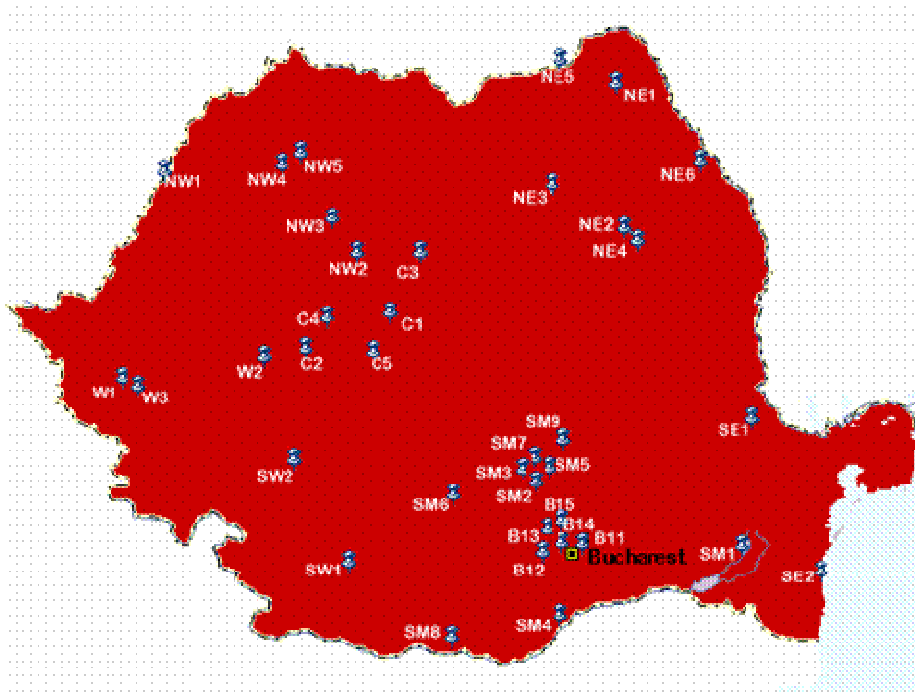 NE5
NE1
NW5
NW4
NW1
NE6
NE3
NW3
NE2
NE4
NW2
C3
C4
C1
C2
C5
W2
W1
W3
SM9
SE1
SM7
SM5
SM3
SW2
SM2
SM6
B15
B14
B13
B11
Bucharest
SM1
B12
SW1
SE2
SM4
SM8